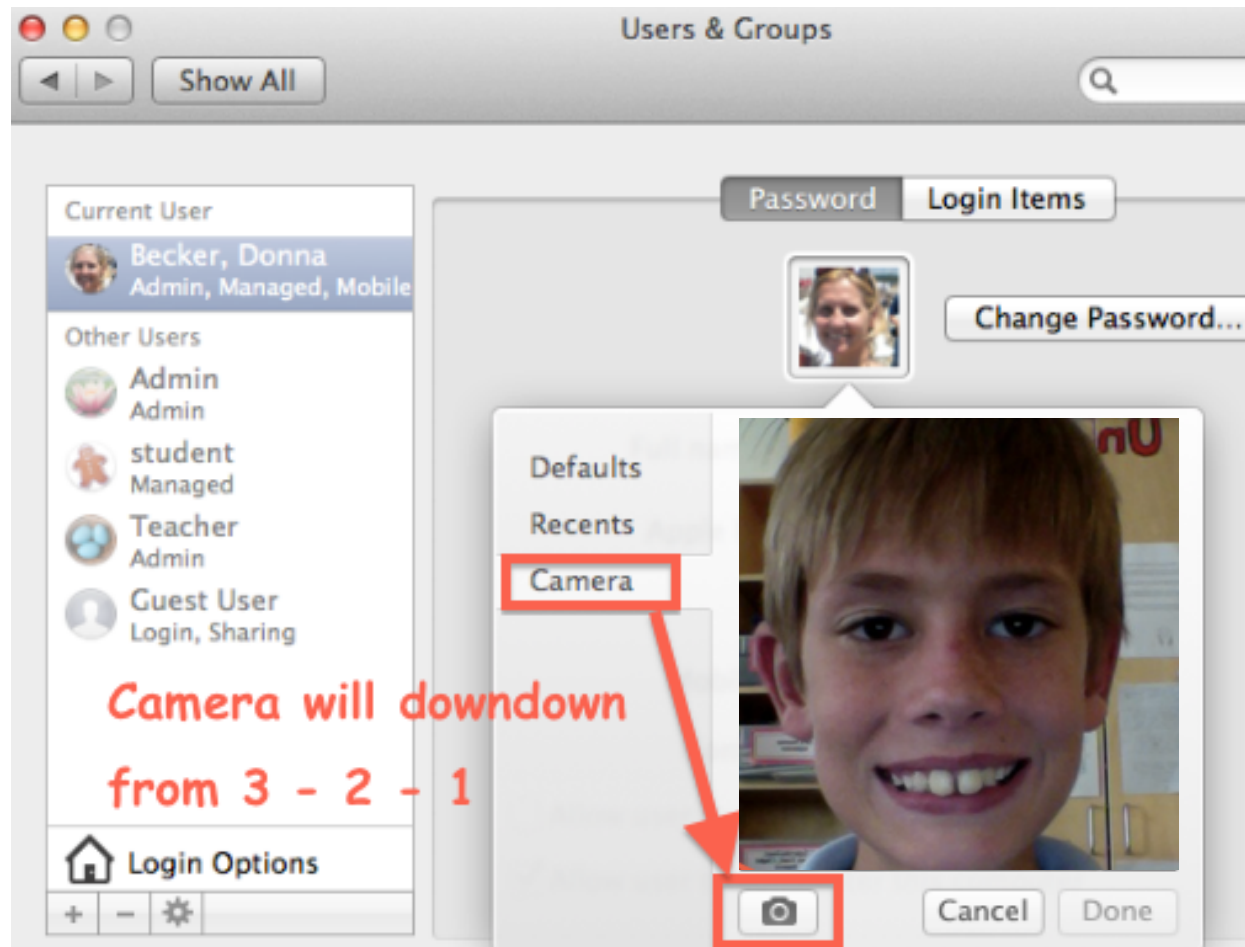 Users & Groups
Show All
Password
Login Items
Current User
Becker, Donna
Admin, Managed, Mobile
Other Users
Admin
Admin
student
Managed
Teacher
Admin
Guest User
Login, Sharing
Login Options
Change Password...
Defaults
Recents
Camera
Camera will downdown
from 3 - 2 - 1
Un
Cancel
Done